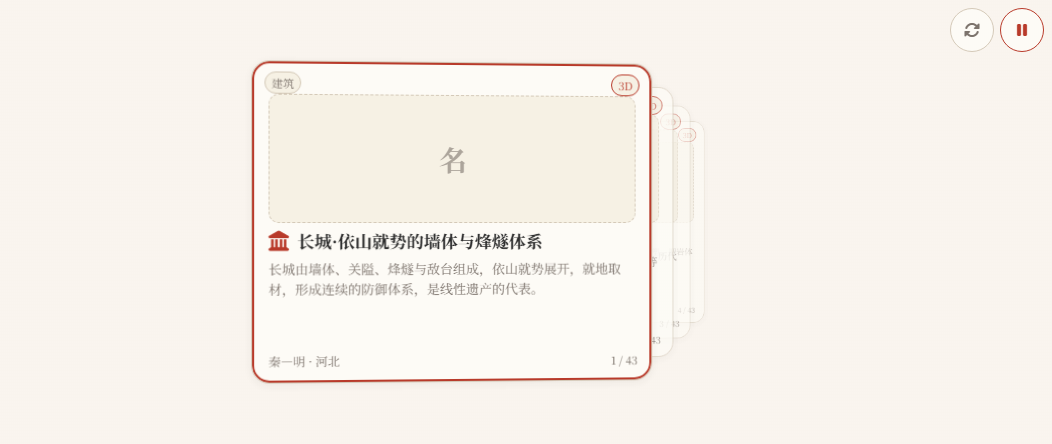 建筑
3D
名
长城·依山就势的墙体与烽燧体系
长城由墙体、关隘、烽燧与敌台组成，依山就势展开，就地取
材，形成连续的防御体系，是线性遗产的代表。
秦—明 · 河北
1 / 43